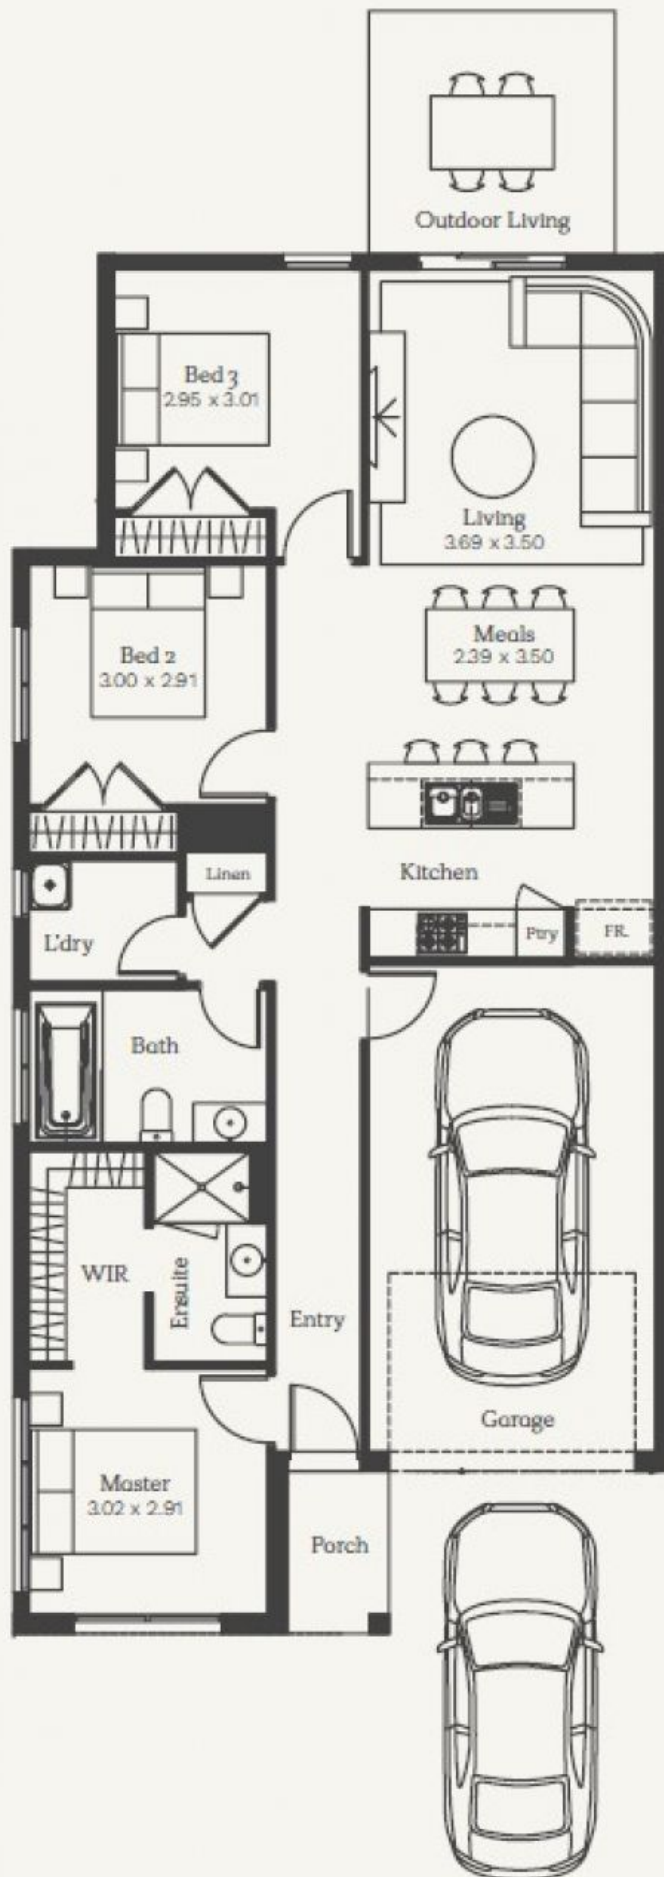 Outdoor Living
Bed 3
2.95 x 3.01
Living
3.69 x 3.50
Meals
2.39 x 3.50
Bed 2
3.00 x 2.91
Kitchen
Linen
Ptry
FR.
L'dry
Bath
WIR
Ensuite
Entry
Garage
Master
3.02 x 2.91
Porch